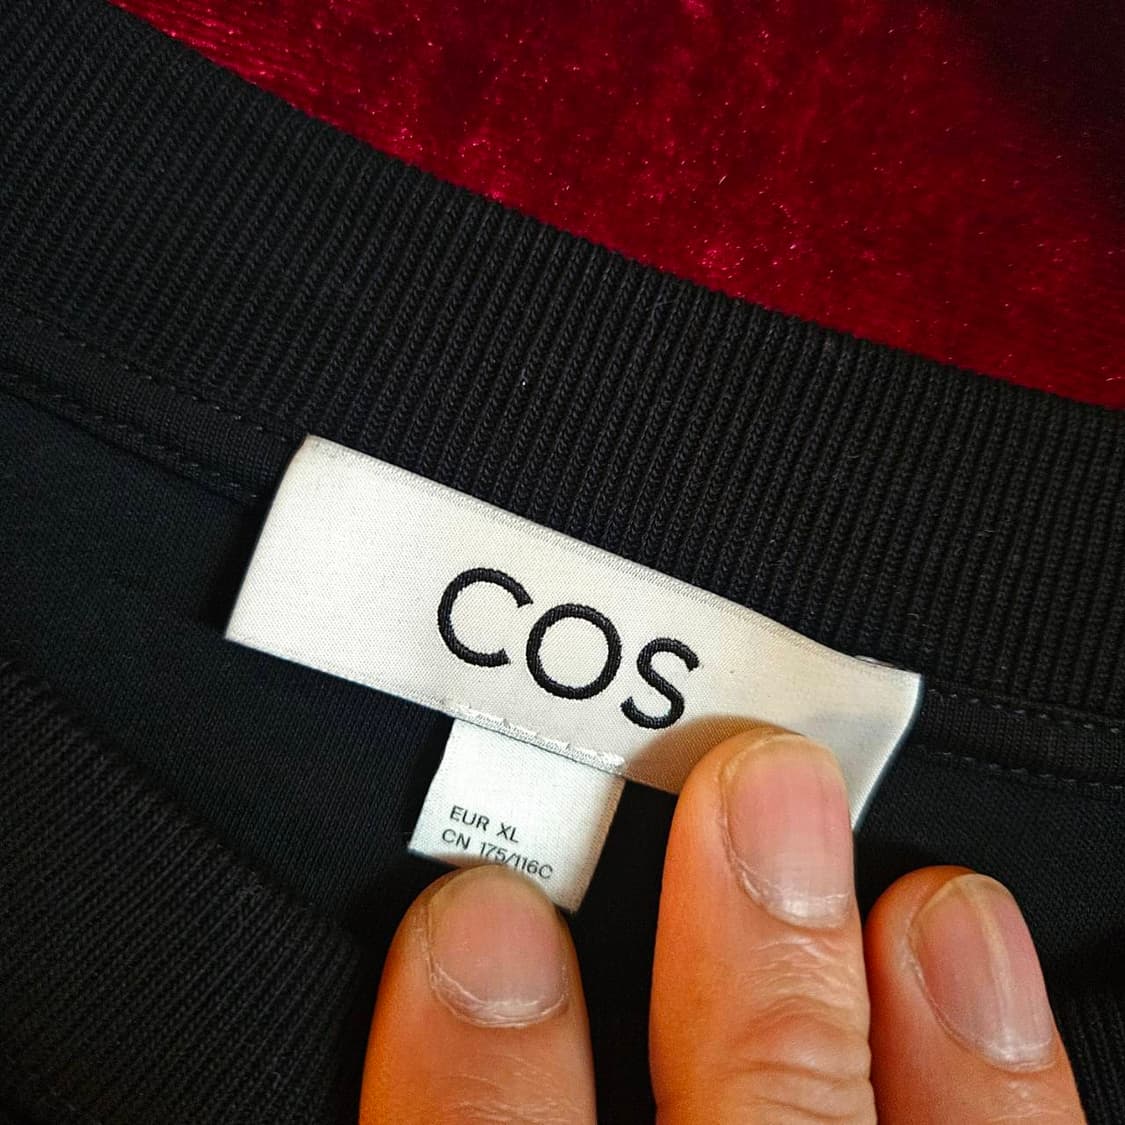 COS
EUR XL
CN 175/116C